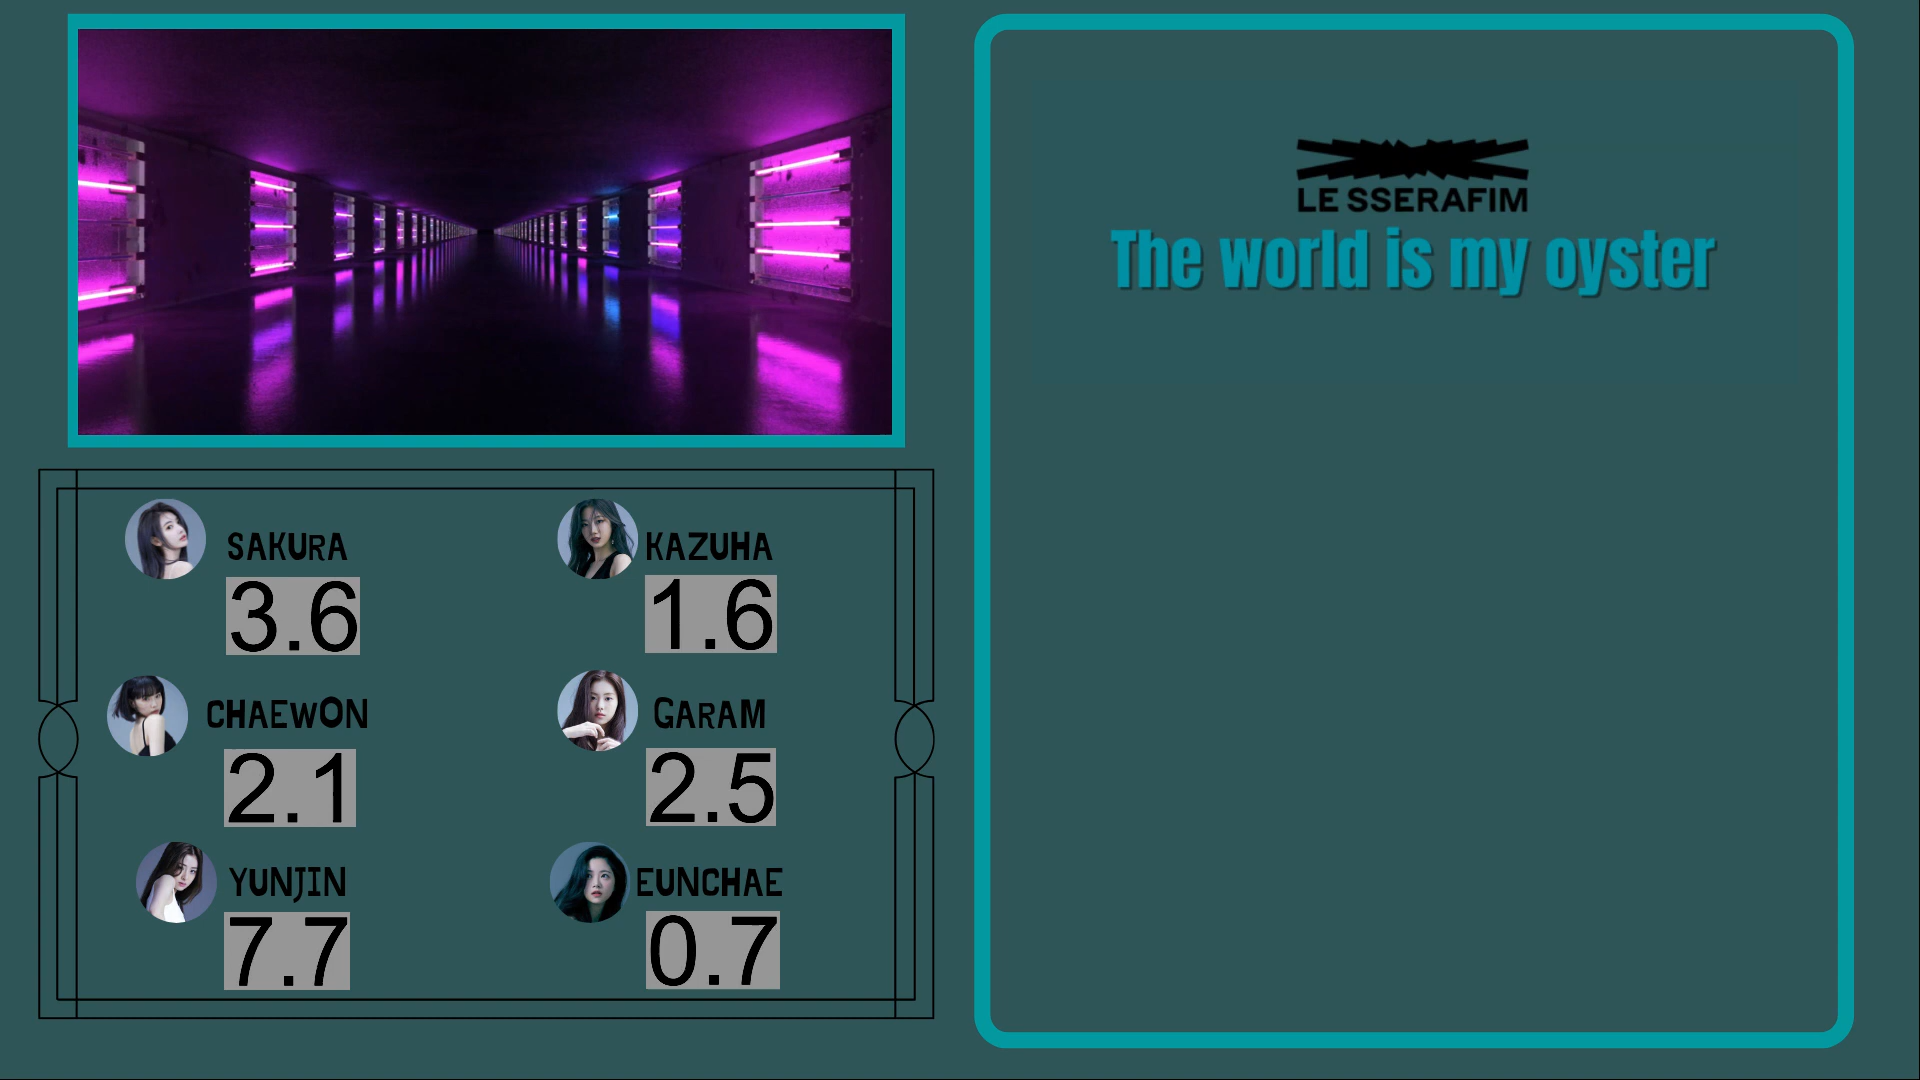 SAKURA
3.6
KAZUHA
1.6
CHAEWON
2.1
GARAM
2.5
YUNJIN
7.7
EUNCHAE
0.7
LE SSERAFIM
The world is my oyster